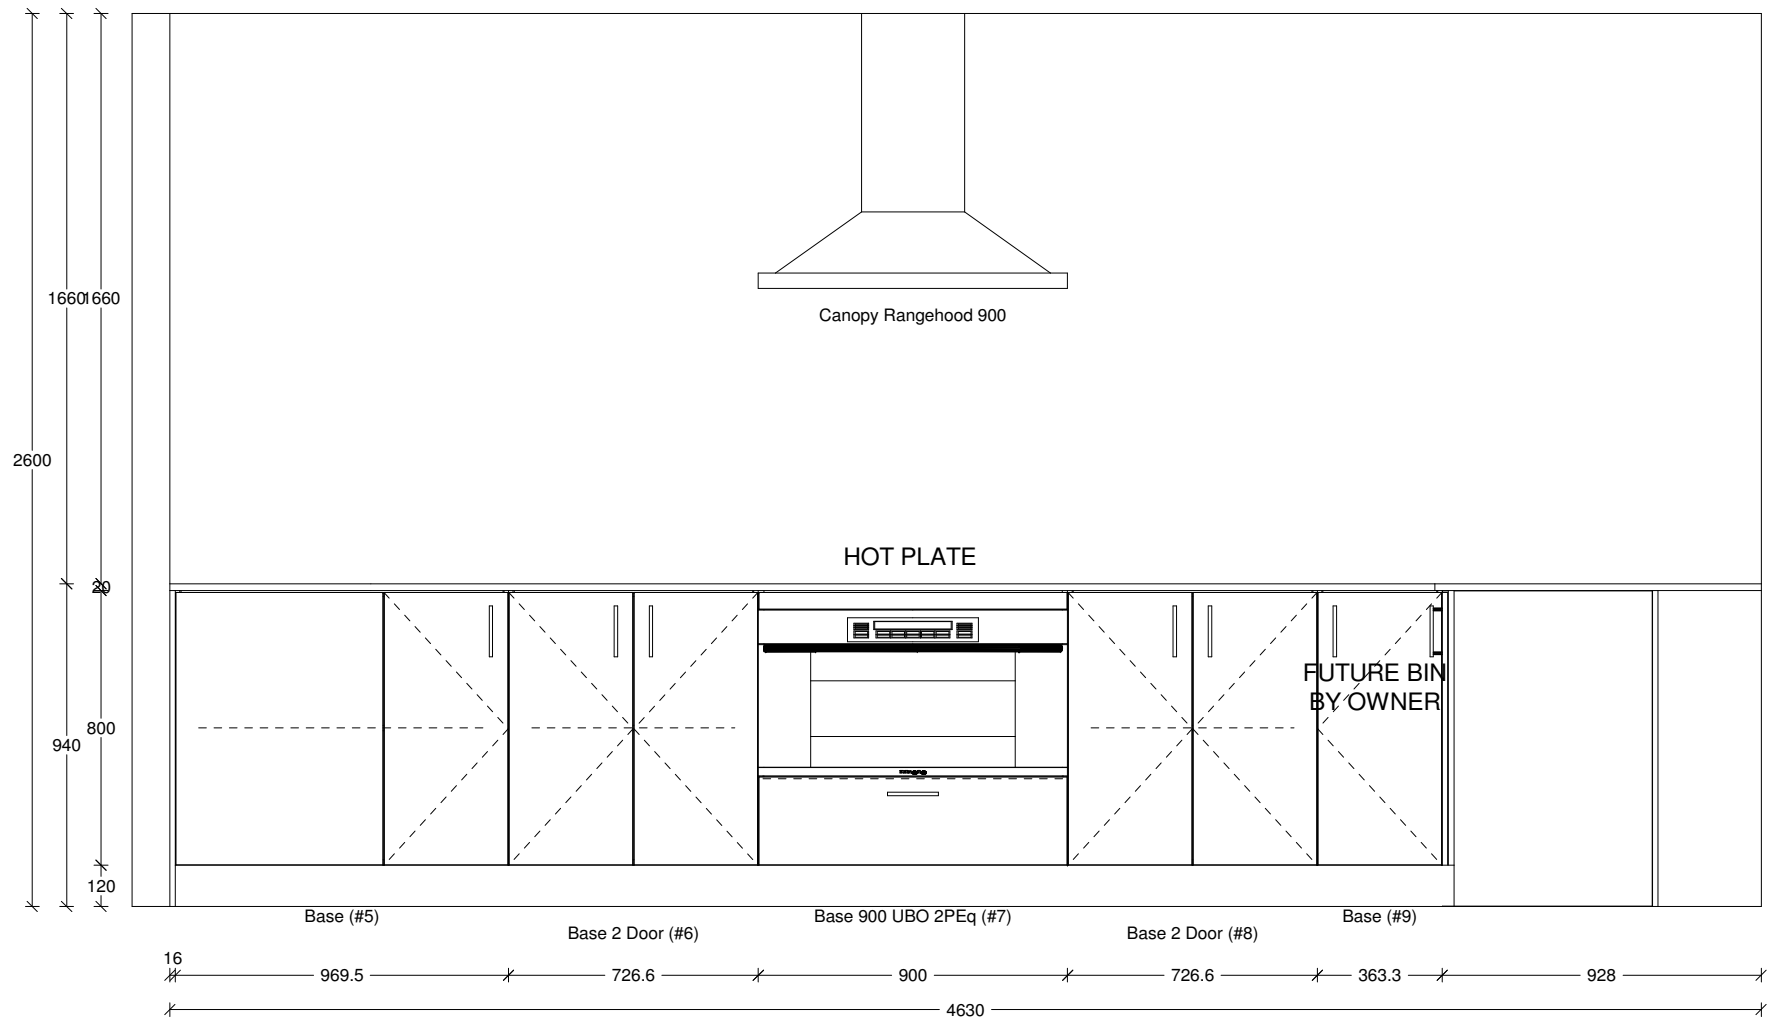 1660
1660
Canopy Rangehood 900
2600
HOT PLATE
20
FUTURE BIN
BY OWNER
800
940
120
Base (#5)
Base 900 UBO 2PEq (#7)
Base (#9)
Base 2 Door (#6)
Base 2 Door (#8)
16
969.5
726.6
900
726.6
363.3
928
4630